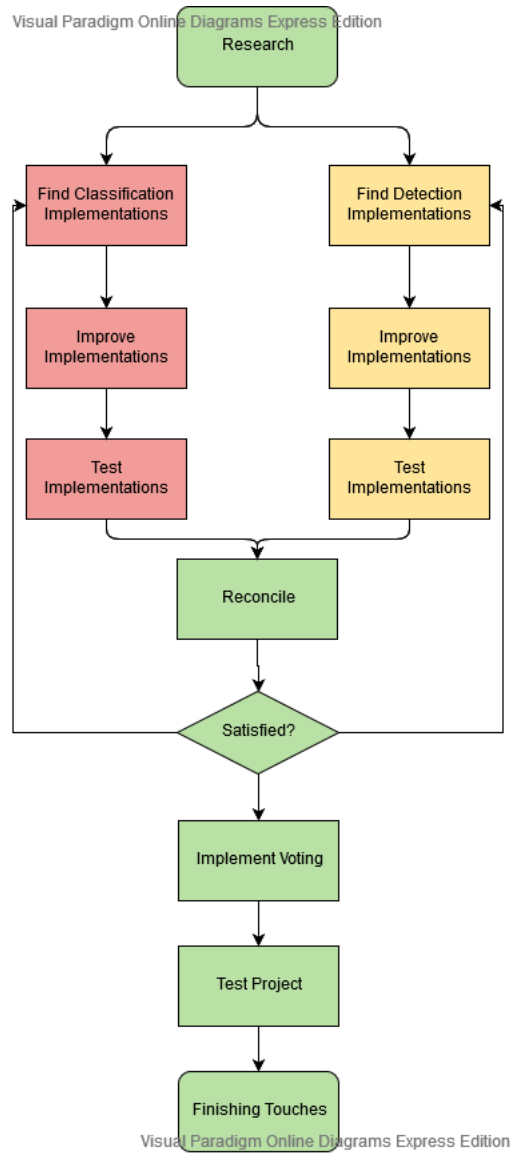 Visual Paradigm Online Diagrams Express Edition
Research
Find Classification
Implementations
Find Detection
Implementations
Improve
Implementations
Improve
Implementations
Test
Implementations
Test
Implementations
Reconcile
Satisfied?
Implement Voting
Test Project
Finishing Touches
Visual Paradigm Online Diagrams Express Edition